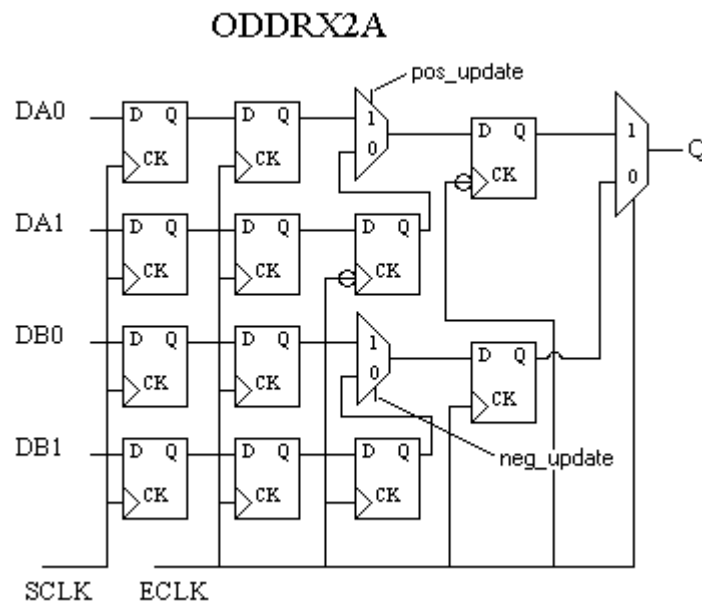 ODDRX2A
pos_update
DA0
D Q
CK
D Q
CK
1
0
D Q
CK
1
0
Q
DA1
D Q
CK
D Q
CK
D Q
CK
DB0
D Q
CK
D Q
CK
1
0
D Q
CK
neg_update
DB1
D Q
CK
D Q
CK
D Q
CK
SCLK
ECLK